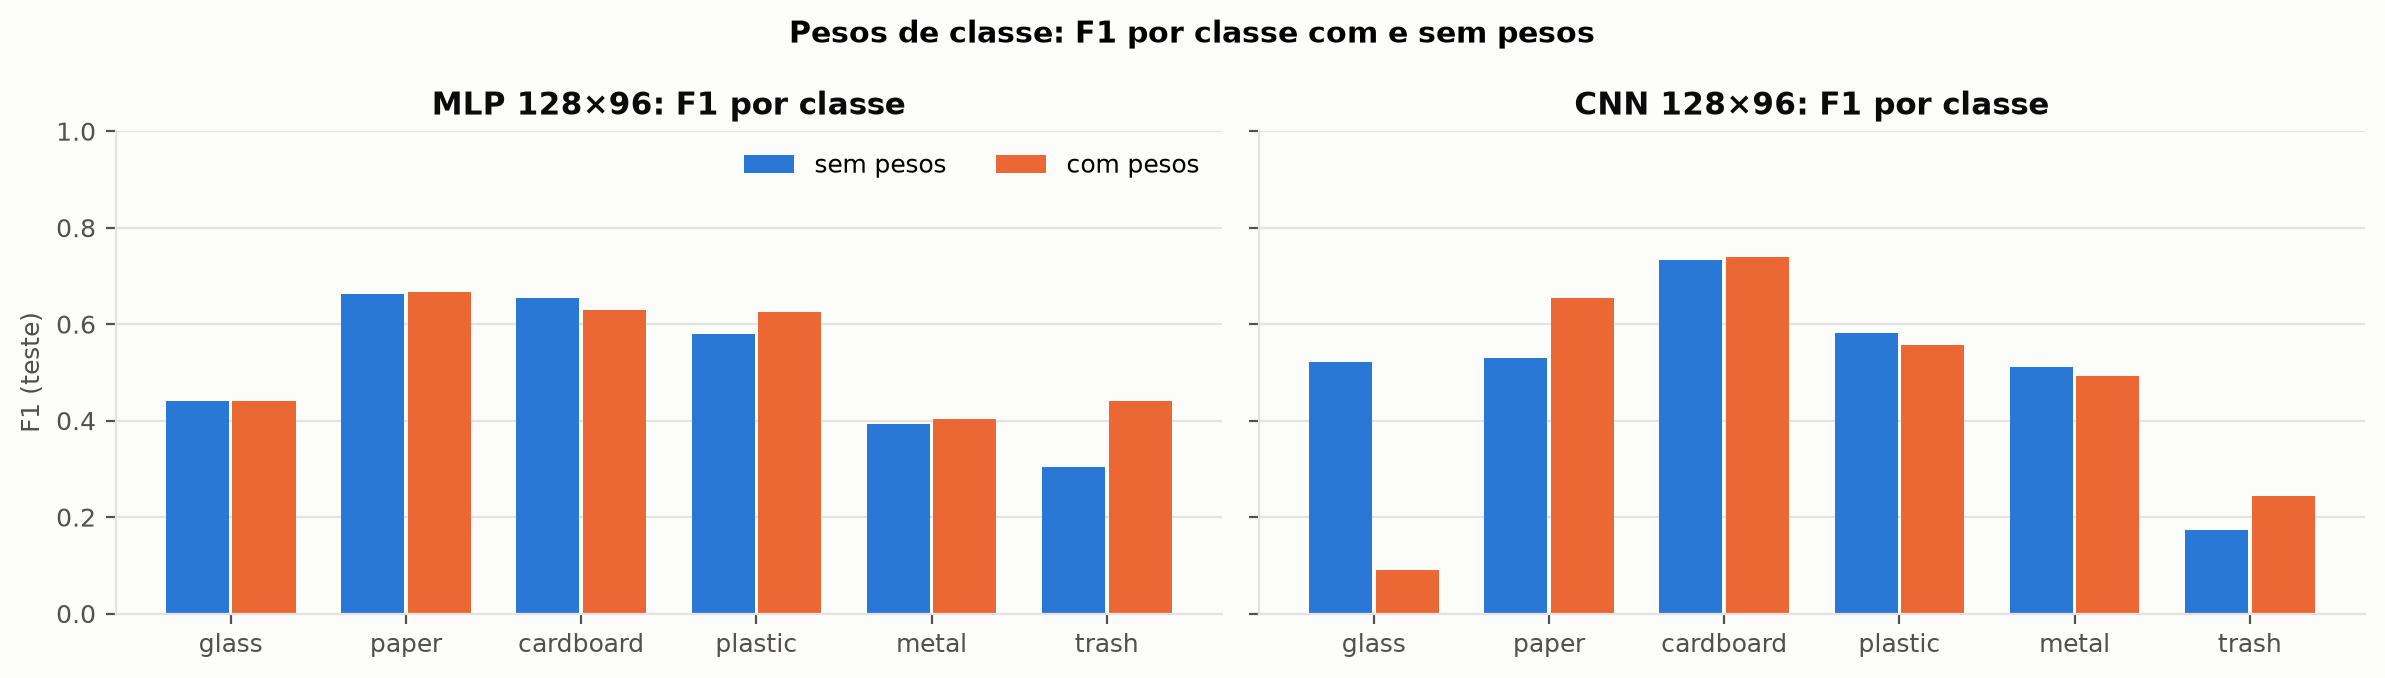 Pesos de classe: F1 por classe com e sem pesos
MLP 128×96: F1 por classe
sem pesos com pesos
F1 (teste)
1.0
0.8
0.6
0.4
0.2
0.0
glass paper cardboard plastic metal trash
CNN 128×96: F1 por classe
glass paper cardboard plastic metal trash